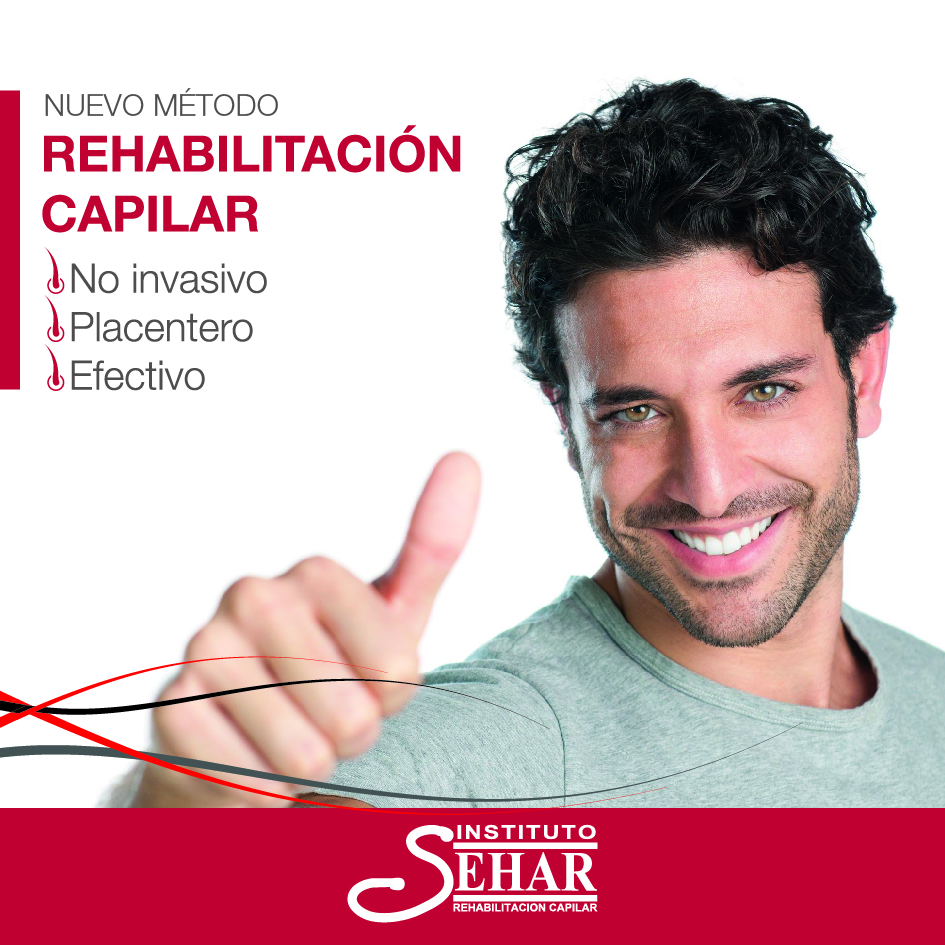 NUEVO MÉTODO
REHABILITACIÓN
CAPILAR
No invasivo
Placentero
Efectivo
INSTITUTO
SEHAR
REHABILITACION CAPILAR